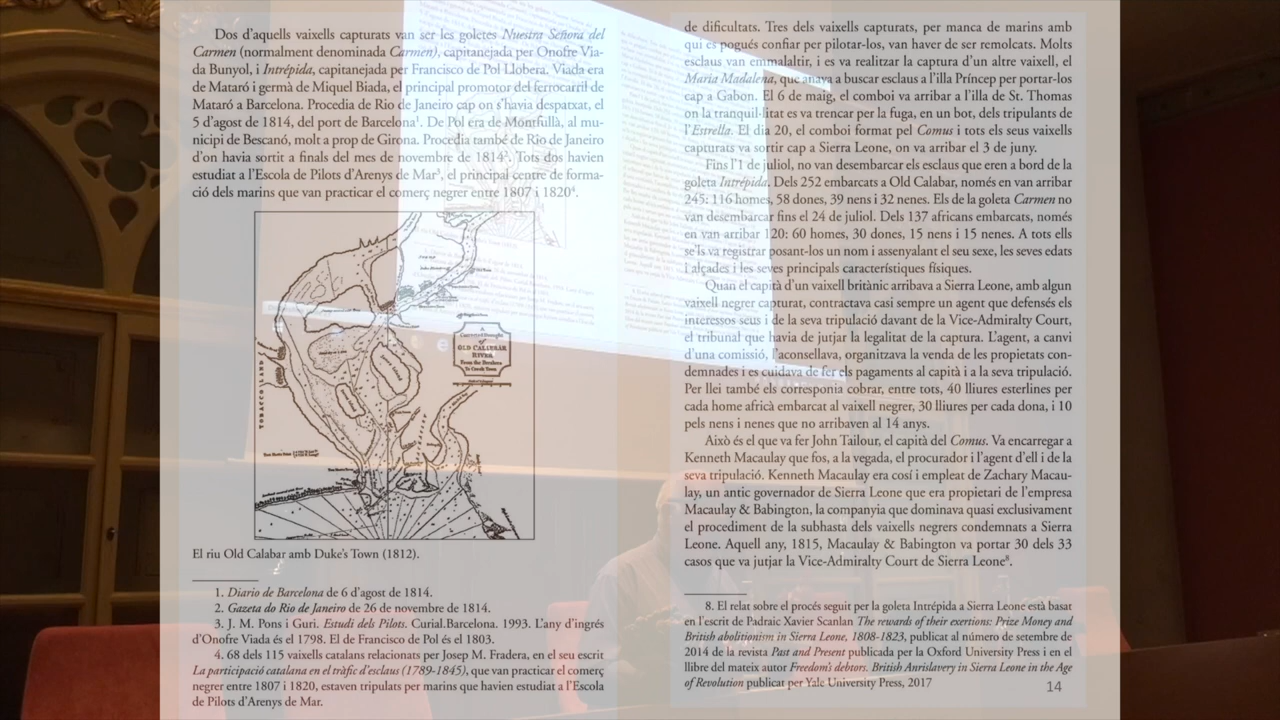 Dos d'aquells vaixells capturats van ser les goletes Nuestra Señora del
Carmen (normalment denominada Carmen), capitanejada per Onofre Via-
da Bunyol, i Intrépida, capitanejada per Francisco de Pol Llobera. Viada era
de Mataró i germà de Miquel Biada, el principal promotor del ferrocarril de
Mataró a Barcelona. Procedia de Rio de Janeiro cap on s'havia despatxat, el
5 d'agost de 1814, del port de Barcelona¹. De Pol era de Montfullà, al mu-
nicipi de Bescanó, molt a prop de Girona. Procedia també de Rio de Janeiro
d'on havia sortit a finals del mes de novembre de 1814². Tots dos havien
estudiat a l'Escola de Pilots d'Arenys de Mar³, el principal centre de forma-
ció dels marins que van practicar el comerç negrer entre 1807 i 1820⁴.
A
OLD CALABAR
RIVER
TOBACCO LAND
El riu Old Calabar amb Duke's Town (1812).
1. Diario de Barcelona de 6 d'agost de 1814.
2. Gazeta do Rio de Janeiro de 26 de novembre de 1814.
3. J. M. Pons i Guri. Estudi dels Pilots. Curial.Barcelona. 1993. L'any d'ingrés
d'Onofre Viada és el 1798. El de Francisco de Pol és el 1803.
4. 68 dels 115 vaixells catalans relacionats per Josep M. Fradera, en el seu escrit
La participació catalana en el tràfic d'esclaus (1789-1845), que van practicar el comerç
negrer entre 1807 i 1820, estaven tripulats per marins que havien estudiat a l'Escola
de Pilots d'Arenys de Mar.
de dificultats. Tres dels vaixells capturats, per manca de marins amb
qui es pogués confiar per pilotar-los, van haver de ser remolcats. Molts
esclaus van emmalaltir, i es va realitzar la captura d'un altre vaixell, el
Maria Madalena, que anava a buscar esclaus a l'illa Príncep per portar-los
cap a Gabon. El 6 de maig, el comboi va arribar a l'illa de St. Thomas
on la tranquil·litat es va trencar per la fuga, en un bot, dels tripulants de
l'Estrella. El dia 20, el comboi format pel Comus i tots els seus vaixells
capturats va sortir cap a Sierra Leone, on va arribar el 3 de juny.
Fins l'1 de juliol, no van desembarcar els esclaus que eren a bord de la
goleta Intrépida. Dels 252 embarcats a Old Calabar, només en van arribar
245: 116 homes, 58 dones, 39 nens i 32 nenes. Els de la goleta Carmen no
van desembarcar fins el 24 de juliol. Dels 137 africans embarcats, només
en van arribar 120: 60 homes, 30 dones, 15 nens i 15 nenes. A tots ells
se'ls va registrar posant-los un nom i assenyalant el seu sexe, les seves edats
i alçades i les seves principals característiques físiques.
Quan el capità d'un vaixell britànic arribava a Sierra Leone, amb algun
vaixell negrer capturat, contractava casi sempre un agent que defensés els
interessos seus i de la seva tripulació davant de la Vice-Admiralty Court,
el tribunal que havia de jutjar la legalitat de la captura. L'agent, a canvi
d'una comissió, l'aconsellava, organitzava la venda de les propietats con-
demnades i es cuidava de fer els pagaments al capità i a la seva tripulació.
Per llei també els corresponia cobrar, entre tots, 40 lliures esterlines per
cada home africà embarcat al vaixell negrer, 30 lliures per cada dona, i 10
pels nens i nenes que no arribaven al 14 anys.
Això és el que va fer John Tailour, el capità del Comus. Va encarregar a
Kenneth Macaulay que fos, a la vegada, el procurador i l'agent d'ell i de la
seva tripulació. Kenneth Macaulay era cosí i empleat de Zachary Macau-
lay, un antic governador de Sierra Leone que era propietari de l'empresa
Macaulay & Babington, la companyia que dominava quasi exclusivament
el procediment de la subhasta dels vaixells negrers condemnats a Sierra
Leone. Aquell any, 1815, Macaulay & Babington va portar 30 dels 33
casos que va jutjar la Vice-Admiralty Court de Sierra Leone⁸.
8. El relat sobre el procés seguit per la goleta Intrépida a Sierra Leone està basat
en l'escrit de Padraic Xavier Scanlan The rewards of their exertions: Prize Money and
British abolitionism in Sierra Leone, 1808-1823, publicat al número de setembre de
2014 de la revista Past and Present publicada per la Oxford University Press i en el
llibre del mateix autor Freedom's debtors. British Anrislavery in Sierra Leone in the Age
of Revolution publicat per Yale University Press, 2017
14